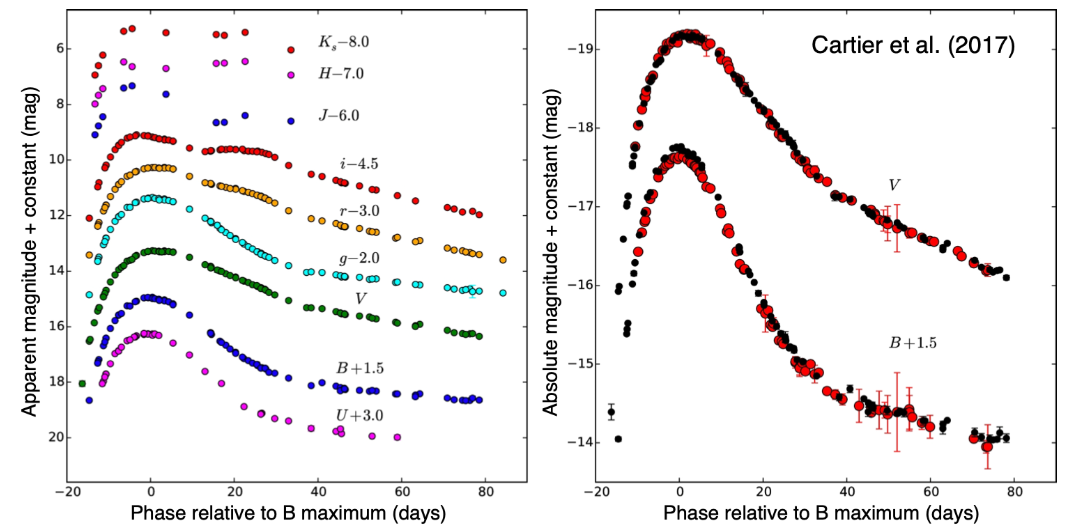 Apparent magnitude + constant (mag)
6
8
10
12
14
16
18
20
K_s−8.0
H−7.0
J−6.0
i−4.5
r−3.0
g−2.0
V
B+1.5
U+3.0
−20 0 20 40 60 80
Phase relative to B maximum (days)
Cartier et al. (2017)
Absolute magnitude + constant (mag)
−19
−18
−17
−16
−15
−14
V
B+1.5
−20 0 20 40 60 80
Phase relative to B maximum (days)